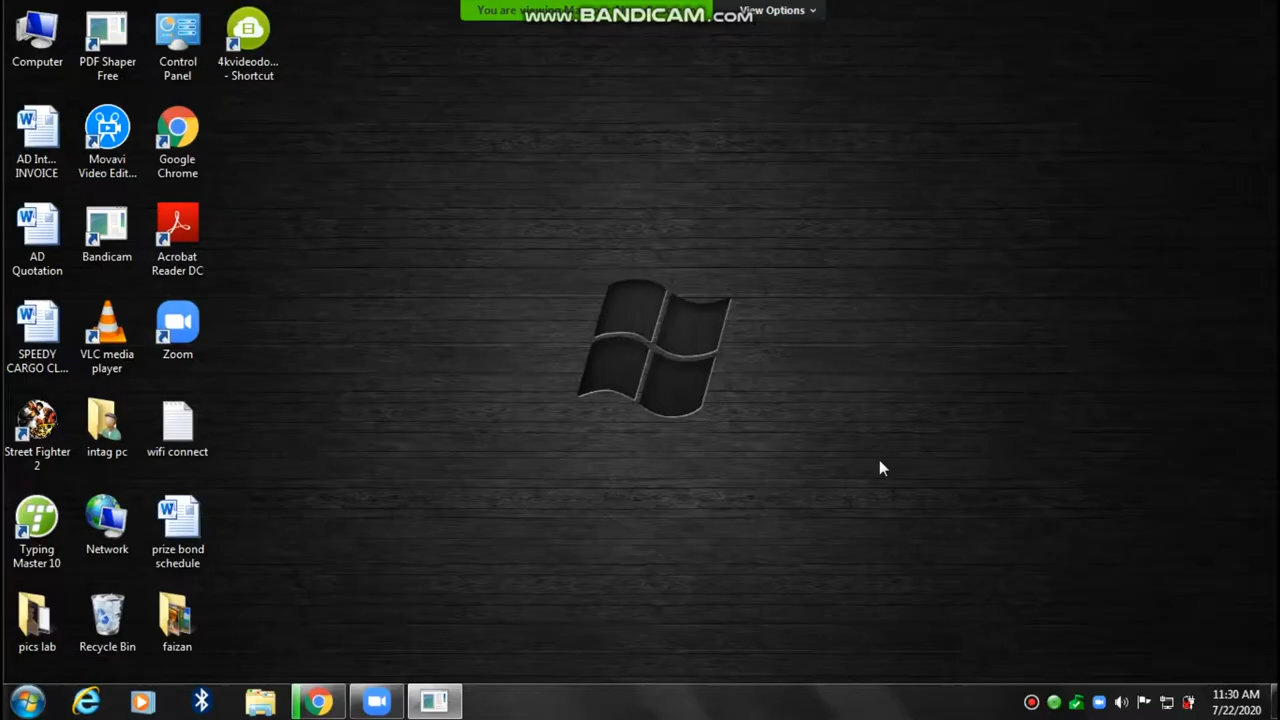 You are viewing
www.BANDICAM.com
View Options
Computer
PDF Shaper
Free
Control
Panel
4kvideodo...
- Shortcut
AD Int...
INVOICE
Movavi
Video Edit...
Google
Chrome
AD
Quotation
Bandicam
Acrobat
Reader DC
SPEEDY
CARGO CL...
VLC media
player
Zoom
Street Fighter
2
intag pc
wifi connect
Typing
Master 10
Network
prize bond
schedule
pics lab
Recycle Bin
faizan
11:30 AM
7/22/2020